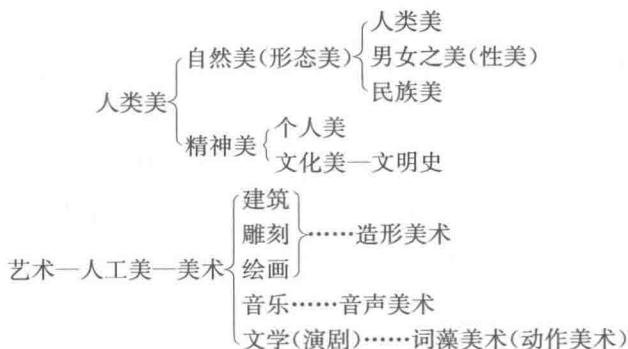 人类美
自然美(形态美)
男女之美(性美)
人类美
民族美
个人美
精神美
文化美—文明史
建筑
雕刻……造形美术
艺术—人工美—美术
绘画
音乐……音声美术
文学(演剧)……词藻美术(动作美术)